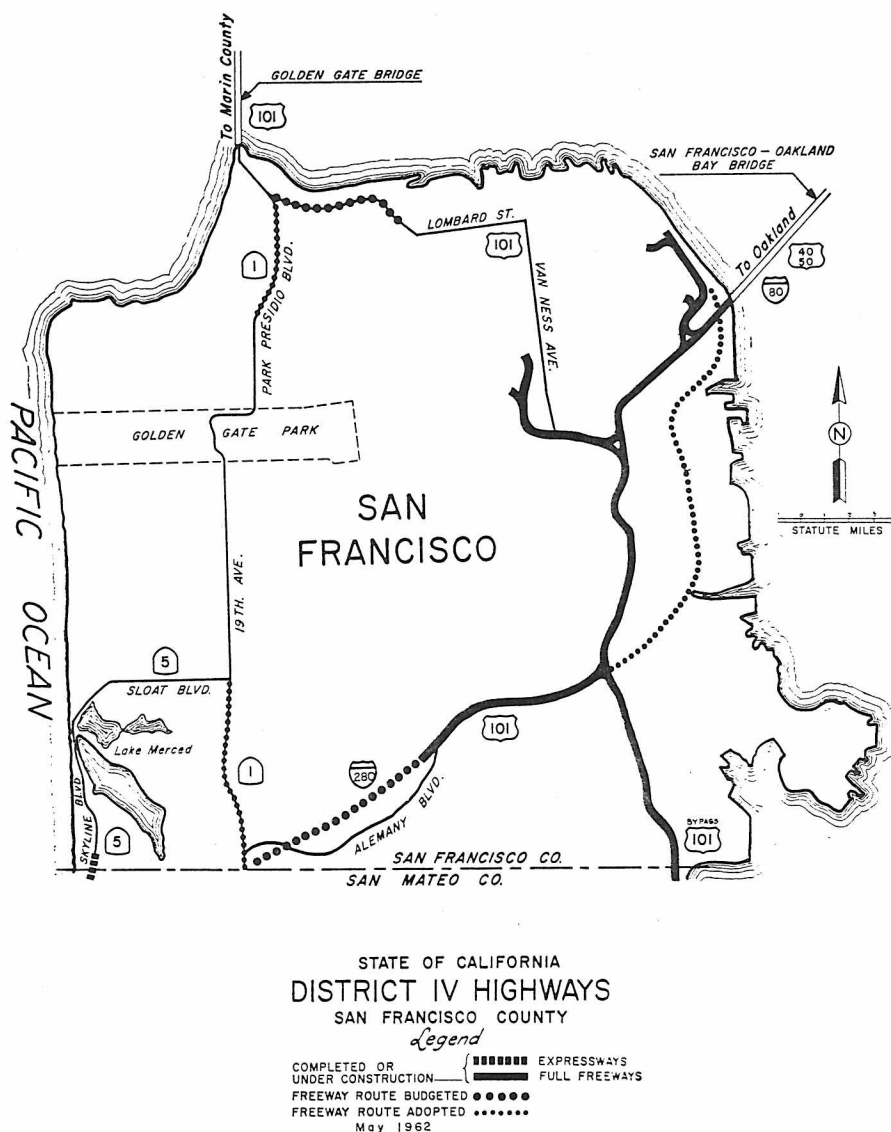 To Marin County
GOLDEN GATE BRIDGE
101
SAN FRANCISCO – OAKLAND
BAY BRIDGE
To Oakland
40
50
80
LOMBARD ST.
101
VAN NESS AVE.
1
PARK PRESIDIO BLVD.
GOLDEN GATE PARK
PACIFIC OCEAN
SAN
FRANCISCO
N
0 1 2 3
STATUTE MILES
19TH. AVE.
5
SLOAT BLVD.
Lake Merced
1
280
101
ALEMANY BLVD.
SKYLINE BLVD
5
BYPASS
101
SAN FRANCISCO CO.
SAN MATEO CO.
STATE OF CALIFORNIA
DISTRICT IV HIGHWAYS
SAN FRANCISCO COUNTY
Legend
COMPLETED OR
UNDER CONSTRUCTION
EXPRESSWAYS
FULL FREEWAYS
FREEWAY ROUTE BUDGETED
FREEWAY ROUTE ADOPTED
May 1962